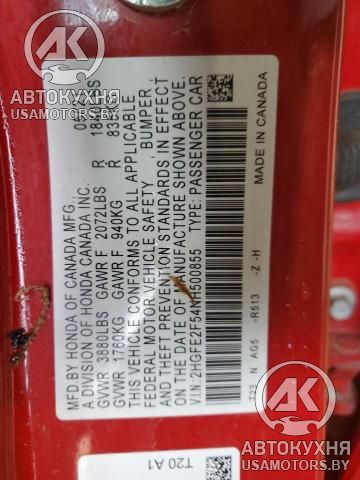 MFD.BY HONDA OF CANADA MFG.
A DIVISION OF HONDA CANADA INC.
GVWR 3880LBS GAWR F 2072LBS R
GVWR 1760KG GAWR F 940KG R
THIS VEHICLE CONFORMS TO ALL APPLICABLE
FEDERAL MOTOR VEHICLE SAFETY BUMPER,
AND THEFT PREVENTION STANDARDS IN EFFECT
ON THE DATE OF MANUFACTURE SHOWN ABOVE.
V.I.N: 2HGFE2F54NH500855 TYPE: PASSENGER CAR
T23 N AG5 -R513 -Z -H
MADE IN CANADA
T20 A1
АВТОКУХНЯ
USAMOTORS.BY
АВТОКУХНЯ
USAMOTORS.BY